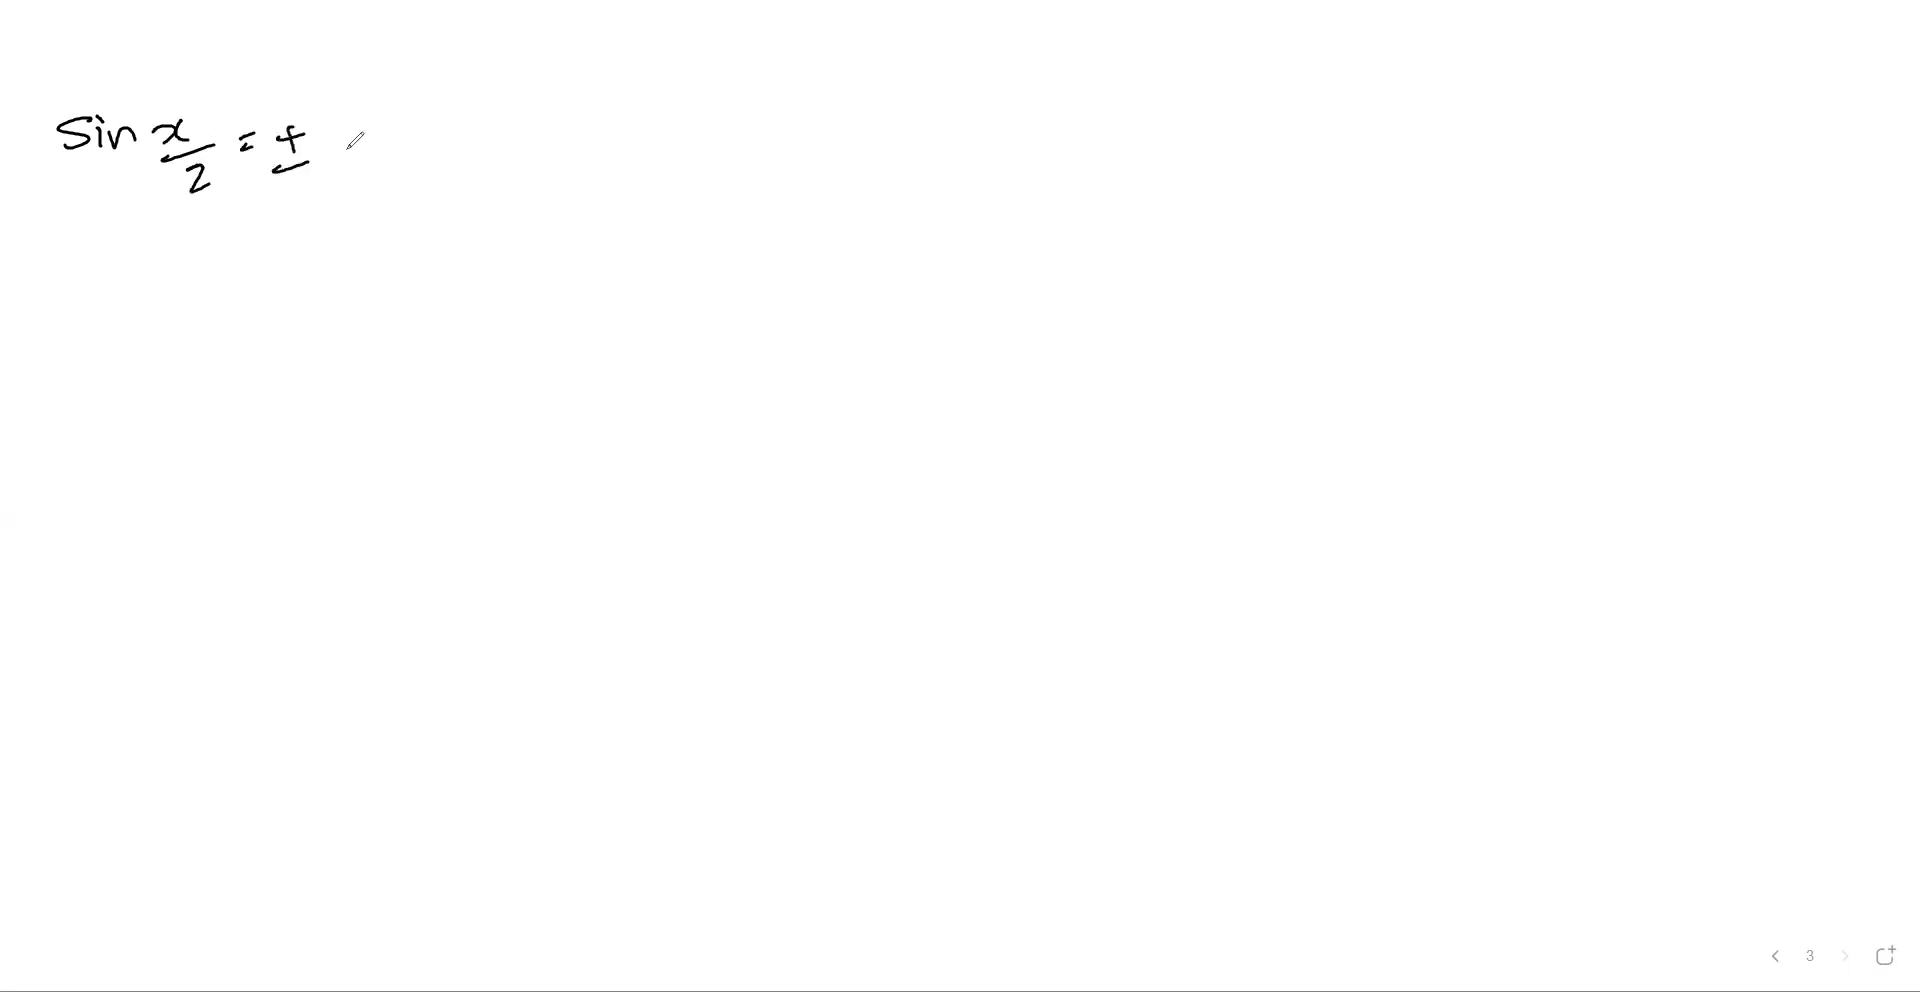 Sin x/2 = ±
3